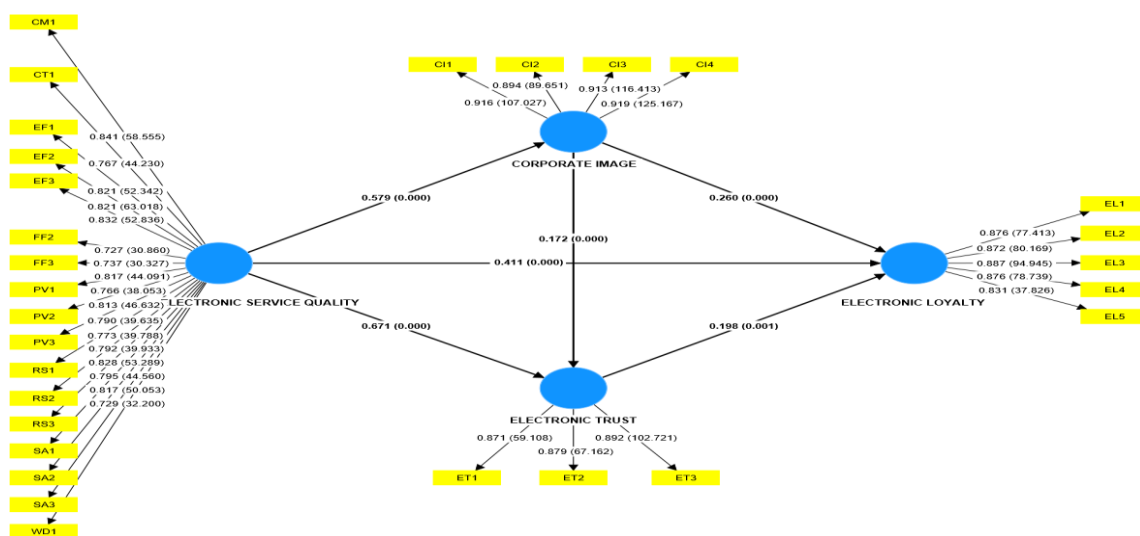 CM1
CT1
EF1
EF2
EF3
FF2
FF3
PV1
PV2
PV3
RS1
RS2
RS3
SA1
SA2
SA3
WD1
0.841 (58.555)
0.767 (44.230)
0.821 (52.342)
0.821 (63.018)
0.832 (52.836)
0.727 (30.860)
0.737 (30.327)
0.817 (44.091)
0.766 (38.053)
0.813 (46.632)
0.790 (39.635)
0.773 (39.788)
0.792 (39.933)
0.828 (53.289)
0.795 (44.560)
0.817 (50.053)
0.729 (32.200)
LECTRONIC SERVICE QUALITY
CI1
CI2
CI3
CI4
0.916 (107.027)
0.894 (89.651)
0.913 (116.413)
0.919 (125.167)
CORPORATE IMAGE
0.579 (0.000)
0.260 (0.000)
0.172 (0.000)
0.411 (0.000)
0.671 (0.000)
0.198 (0.001)
ELECTRONIC TRUST
0.871 (59.108)
0.879 (67.162)
0.892 (102.721)
ET1
ET2
ET3
ELECTRONIC LOYALTY
0.876 (77.413)
0.872 (80.169)
0.887 (94.945)
0.876 (78.739)
0.831 (37.826)
EL1
EL2
EL3
EL4
EL5